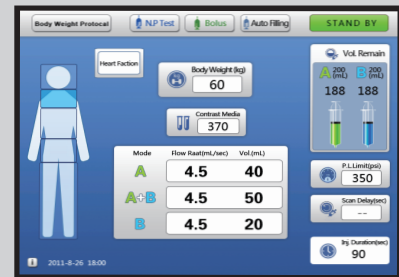 Body Weight Protocal
N.P Test
Bolus
Auto Filling
STAND BY
Heart Faction
Body Weight (kg)
60
Contrast Media
370
Mode Flow Raat(mL/sec) Vol.(mL)
A 4.5 40
A+B 4.5 50
B 4.5 20
Vol. Remain
A 200 (mL) B 200 (mL)
188 188
P.L.Limit(psi)
350
Scan Delay(sec)
--
Inj. Duration(sec)
90
i 2011-8-26 18:00